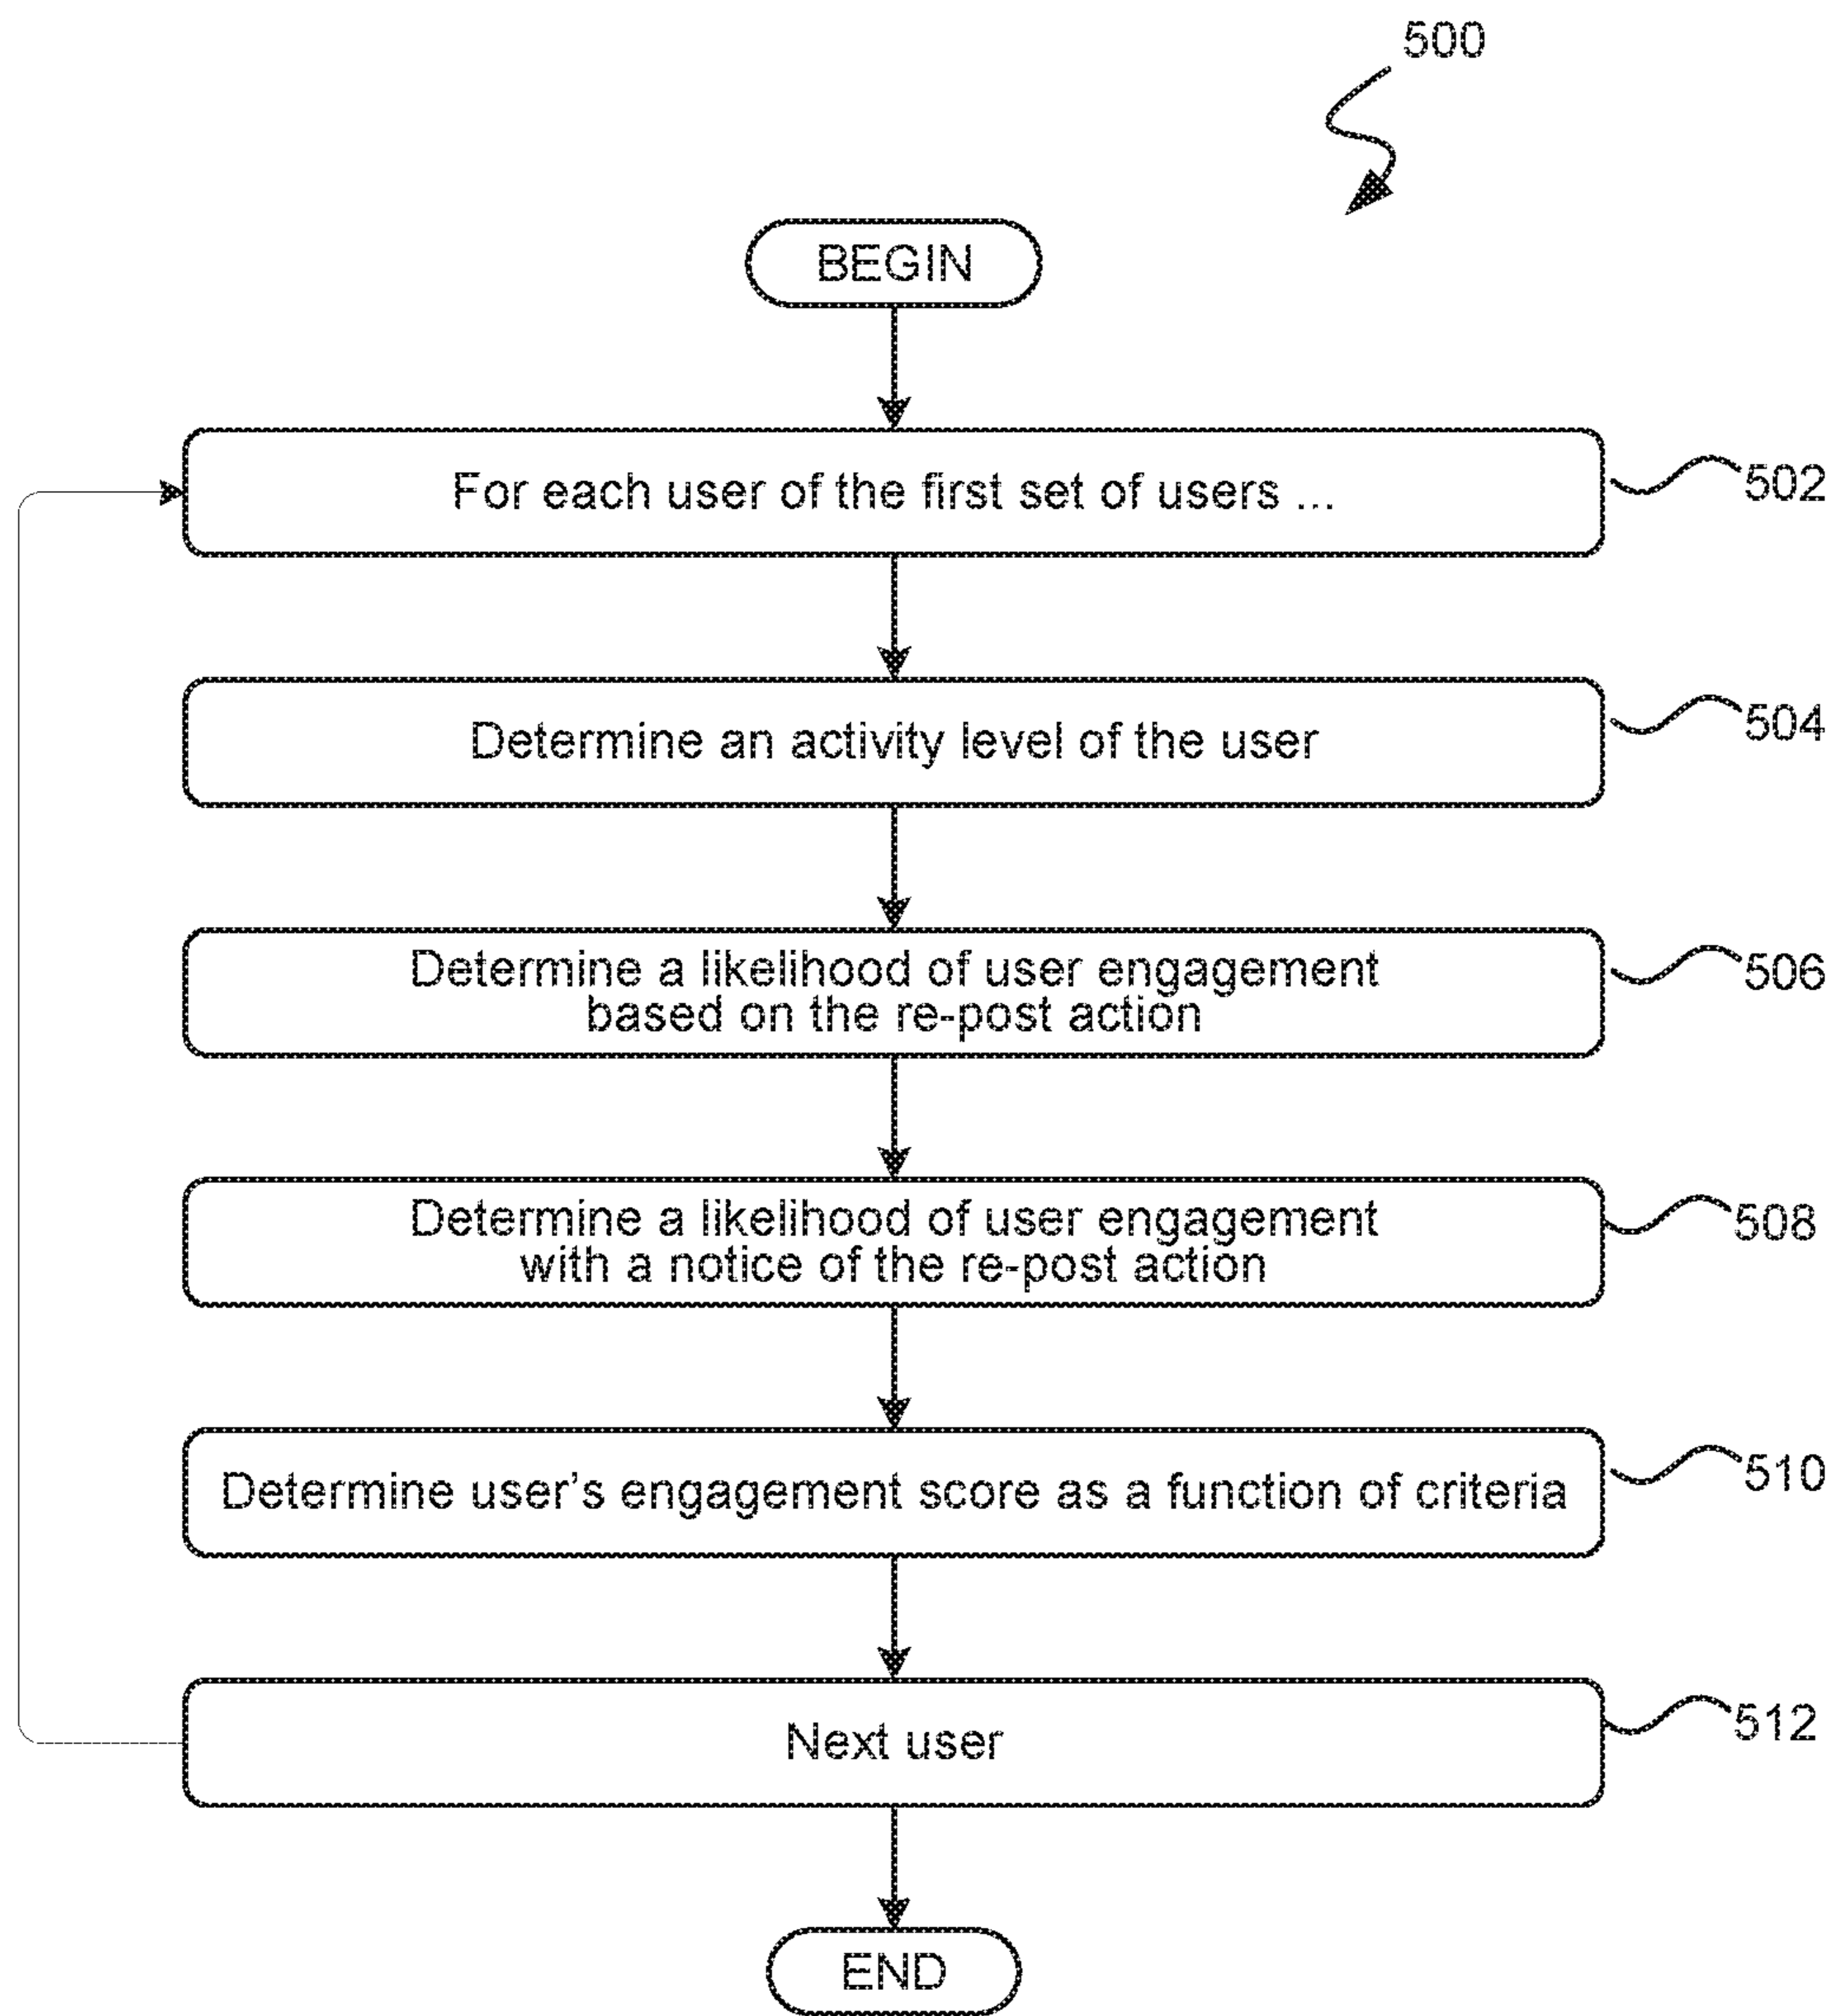 500
BEGIN
For each user of the first set of users ...
502
Determine an activity level of the user
504
Determine a likelihood of user engagement
based on the re-post action
506
Determine a likelihood of user engagement
with a notice of the re-post action
508
Determine user's engagement score as a function of criteria
510
Next user
512
END